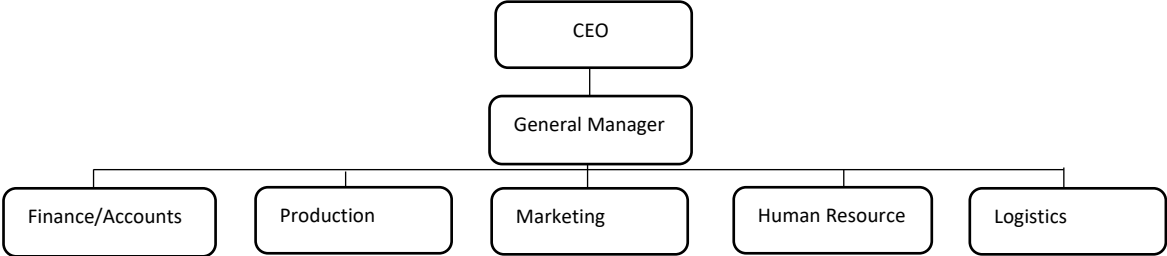 CEO
General Manager
Finance/Accounts
Production
Marketing
Human Resource
Logistics